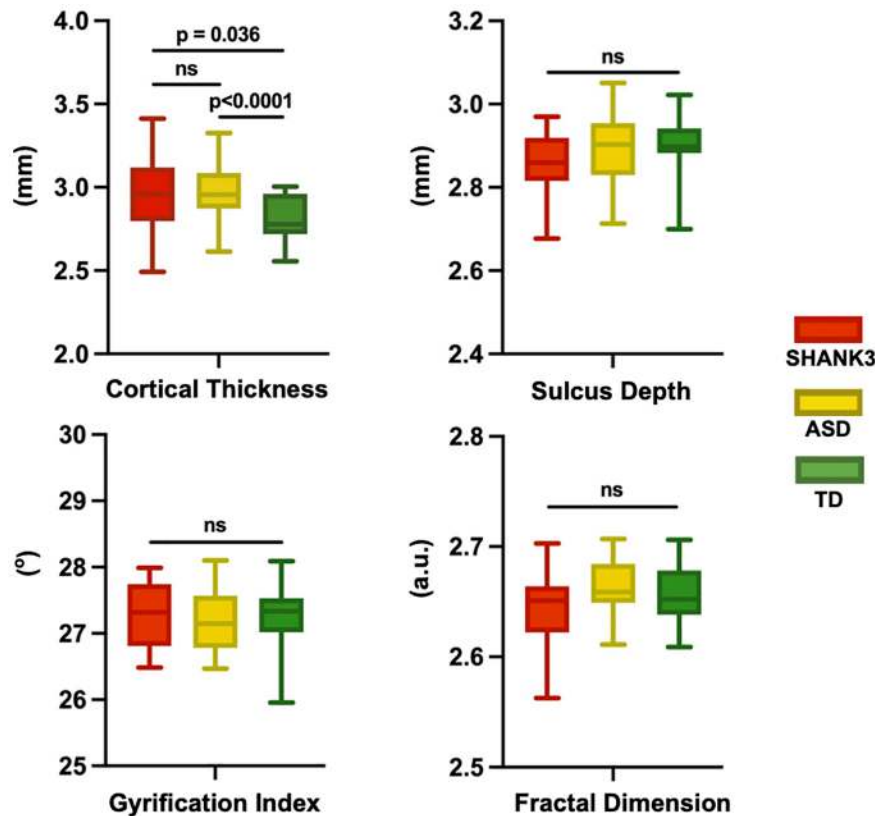 4.0
3.5
3.0
2.5
2.0
(mm)
p = 0.036
ns
p<0.0001
Cortical Thickness
3.2
3.0
2.8
2.6
2.4
(mm)
ns
Sulcus Depth
SHANK3
ASD
TD
30
29
28
27
26
25
(º)
ns
Gyrification Index
2.8
2.7
2.6
2.5
(a.u.)
ns
Fractal Dimension